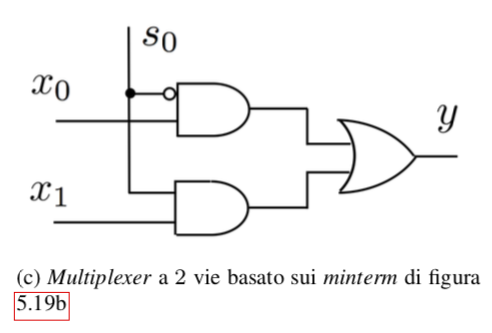 s0
x0
y
x1
(c) Multiplexer a 2 vie basato sui minterm di figura
5.19b